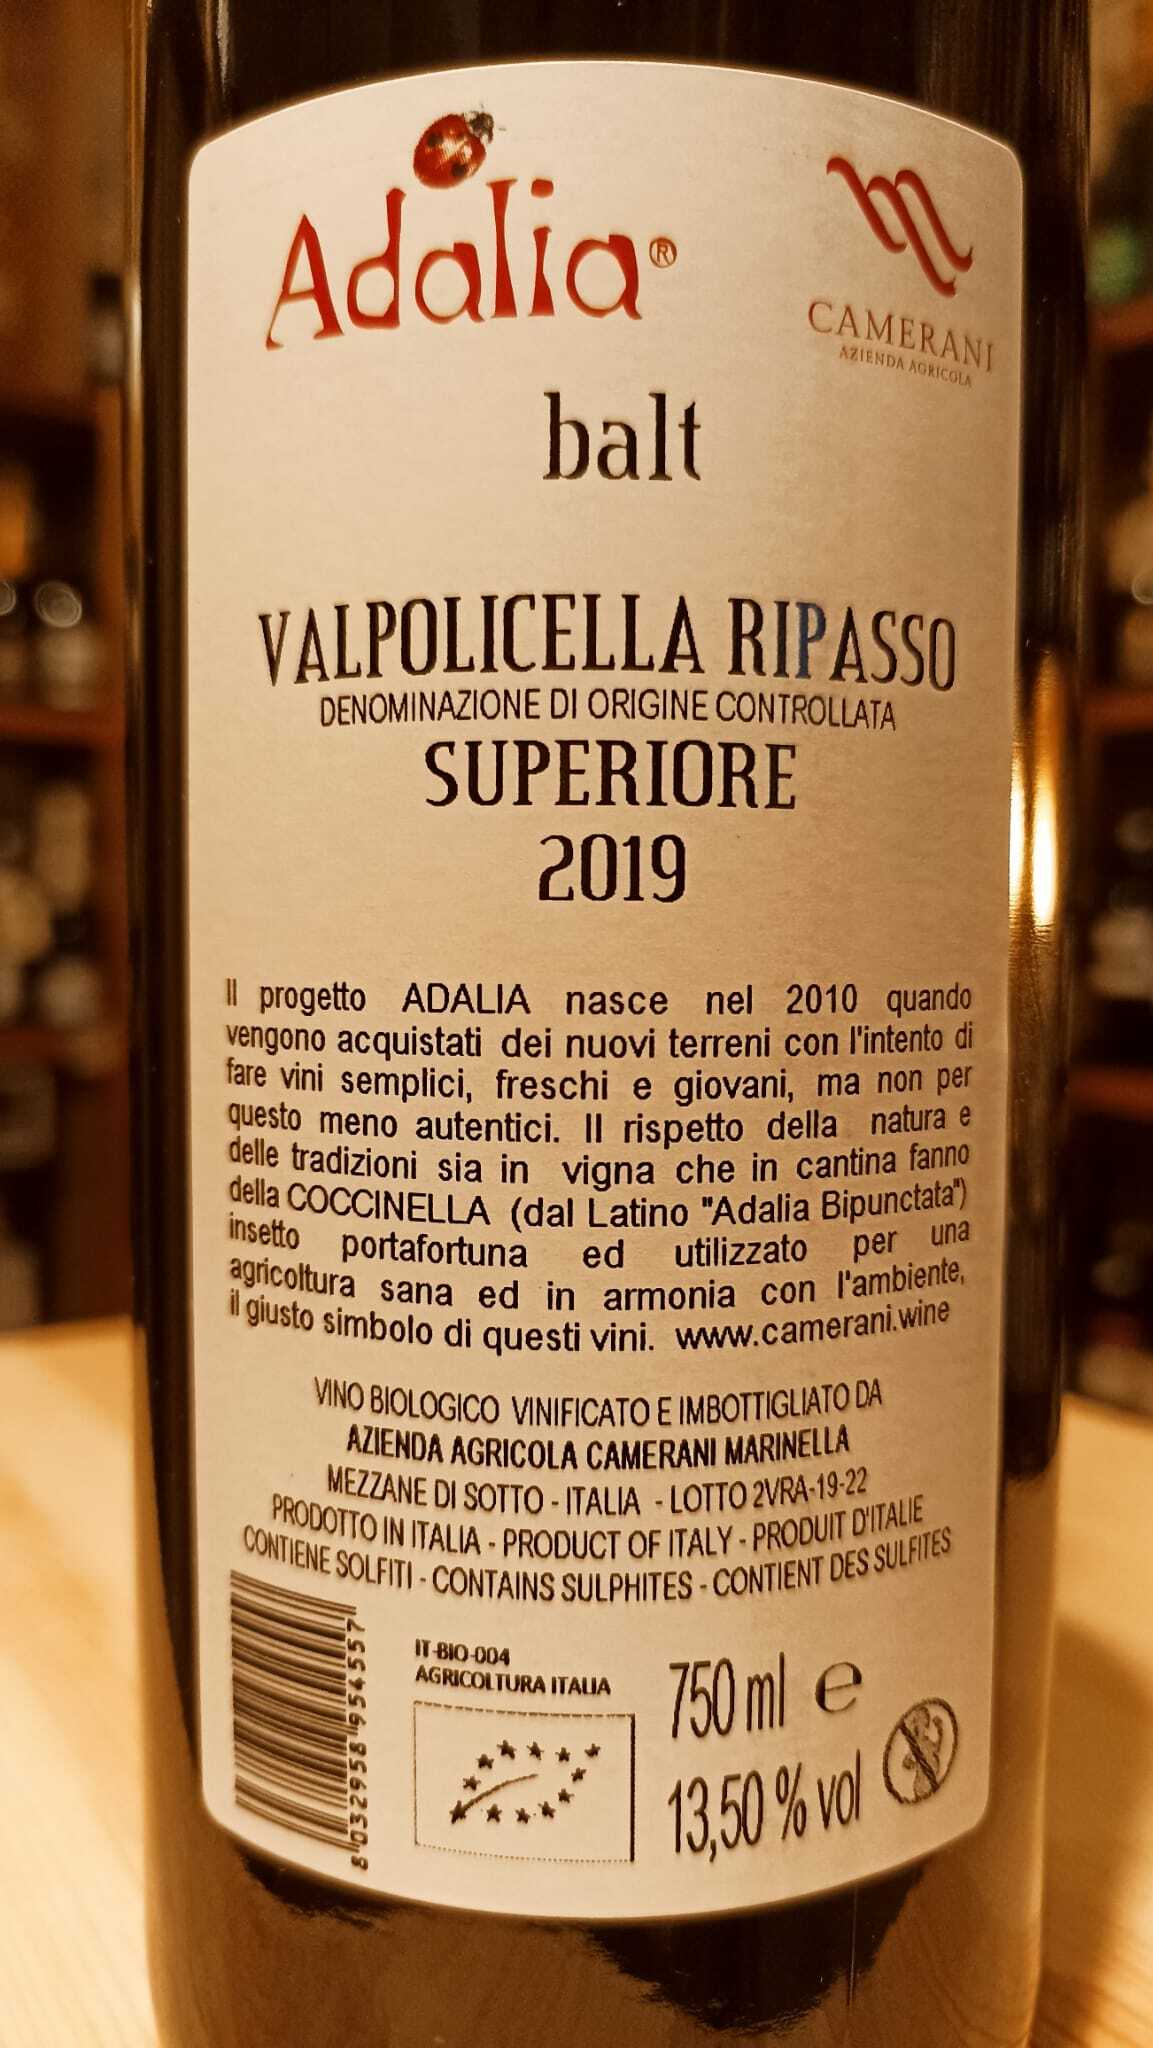 Adalia®
CAMERANI
AZIENDA AGRICOLA
balt
VALPOLICELLA RIPASSO
DENOMINAZIONE DI ORIGINE CONTROLLATA
SUPERIORE
2019
Il progetto ADALIA nasce nel 2010 quando
vengono acquistati dei nuovi terreni con l'intento di
fare vini semplici, freschi e giovani, ma non per
questo meno autentici. Il rispetto della natura e
delle tradizioni sia in vigna che in cantina fanno
della COCCINELLA (dal Latino "Adalia Bipunctata")
insetto portafortuna ed utilizzato per una
agricoltura sana ed in armonia con l'ambiente,
il giusto simbolo di questi vini. www.camerani.wine
VINO BIOLOGICO VINIFICATO E IMBOTTIGLIATO DA
AZIENDA AGRICOLA CAMERANI MARINELLA
MEZZANE DI SOTTO - ITALIA - LOTTO 2VRA-19-22
PRODOTTO IN ITALIA - PRODUCT OF ITALY - PRODUIT D'ITALIE
CONTIENE SOLFITI - CONTAINS SULPHITES - CONTIENT DES SULFITES
8 032958 954557
IT-BIO-004
AGRICOLTURA ITALIA
750 ml e
13,50 % vol